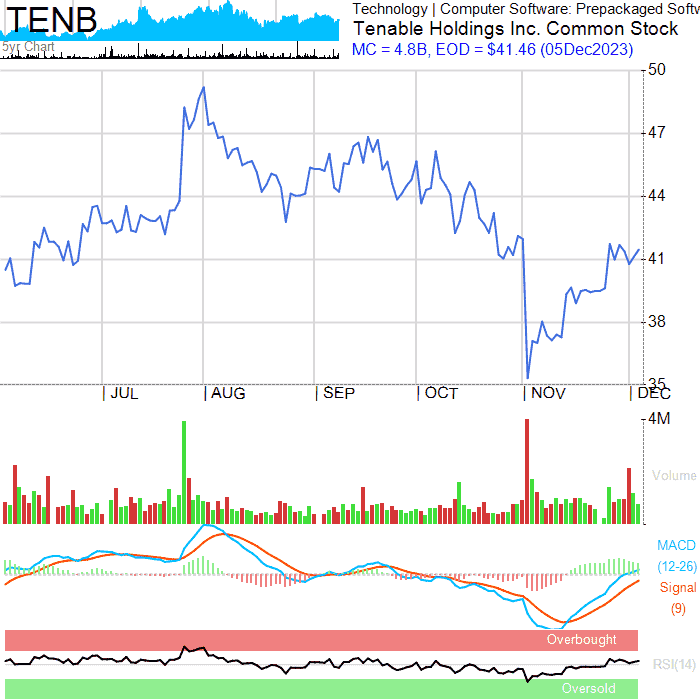 TENB
5yr Chart
Technology | Computer Software: Prepackaged Softw
Tenable Holdings Inc. Common Stock
MC = 4.8B, EOD = $41.46 (05Dec2023)
50
47
44
41
38
35
JUL AUG SEP OCT NOV DEC
4M
Volume
MACD
(12-26)
Signal
(9)
Overbought
RSI(14)
Oversold